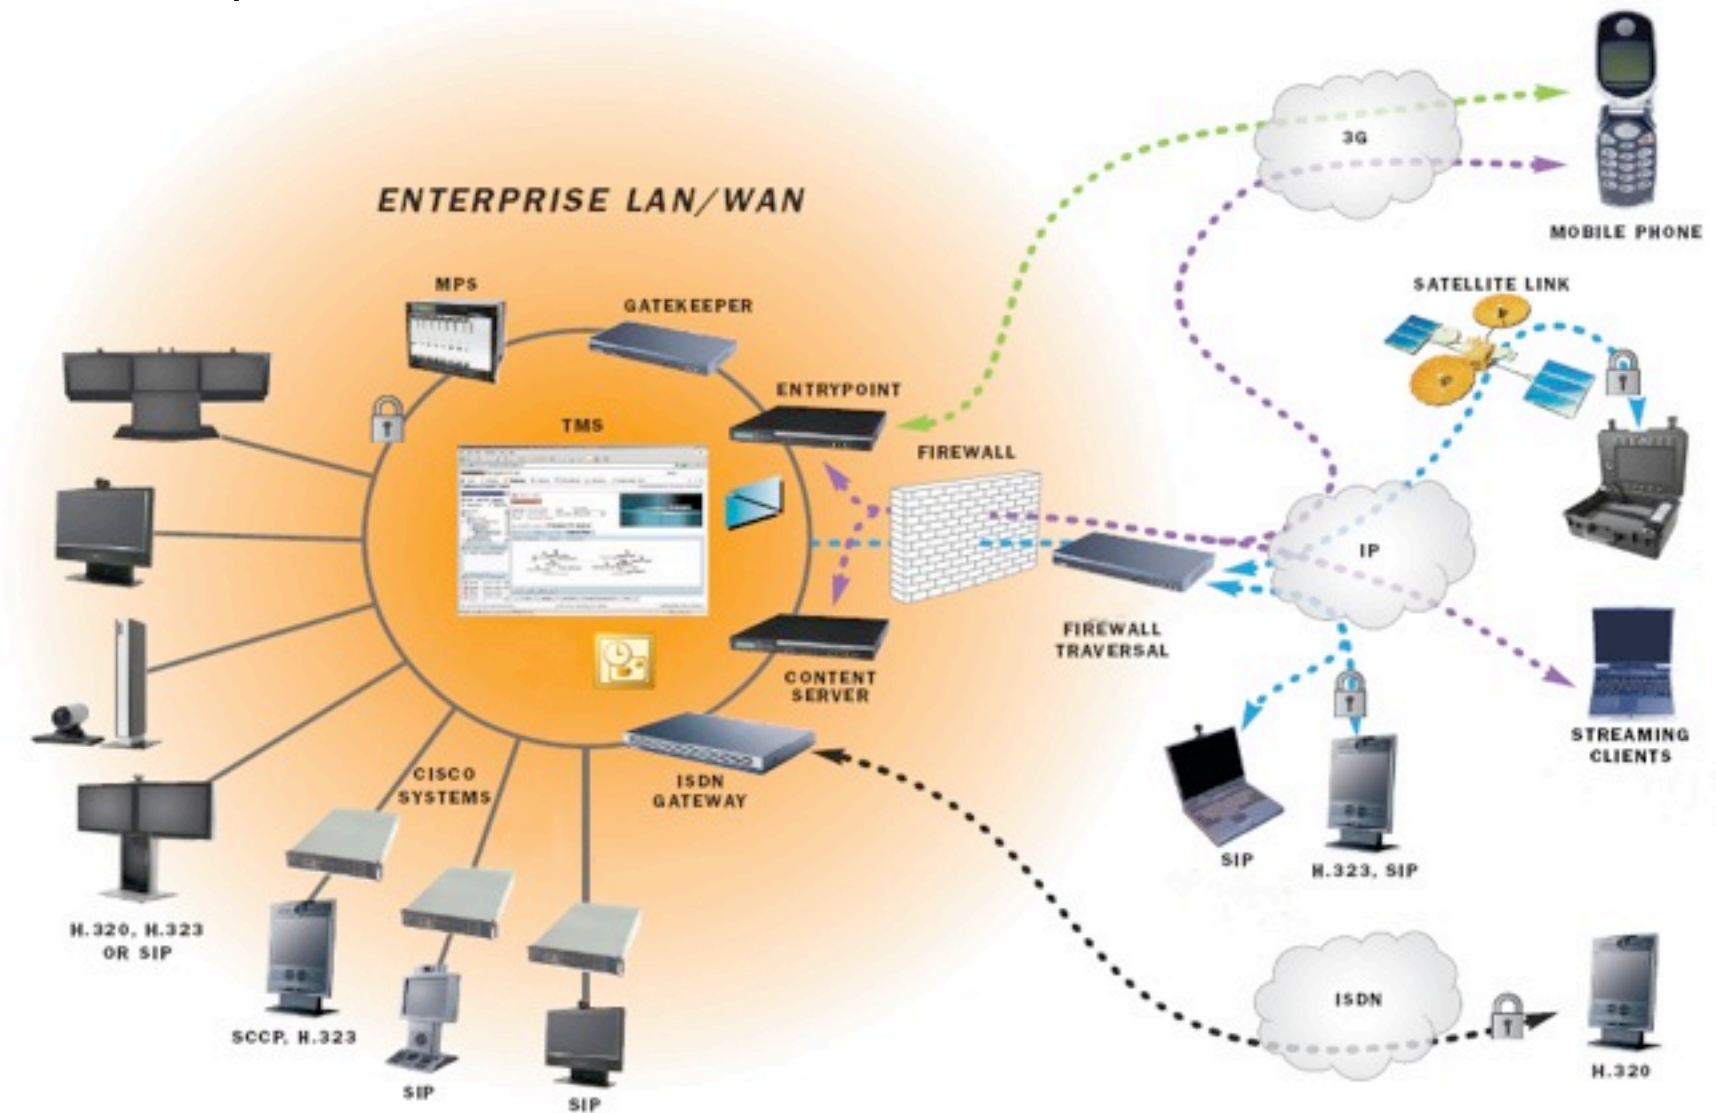 ENTERPRISE LAN/WAN
3G
MOBILE PHONE
SATELLITE LINK
MPS
GATEKEEPER
ENTRYPOINT
TMS
FIREWALL
IP
FIREWALL
TRAVERSAL
CONTENT
SERVER
STREAMING
CLIENTS
CISCO
SYSTEMS
ISDN
GATEWAY
SIP
H.323, SIP
H.320, H.323
OR SIP
SCCP, H.323
SIP
SIP
ISDN
H.320